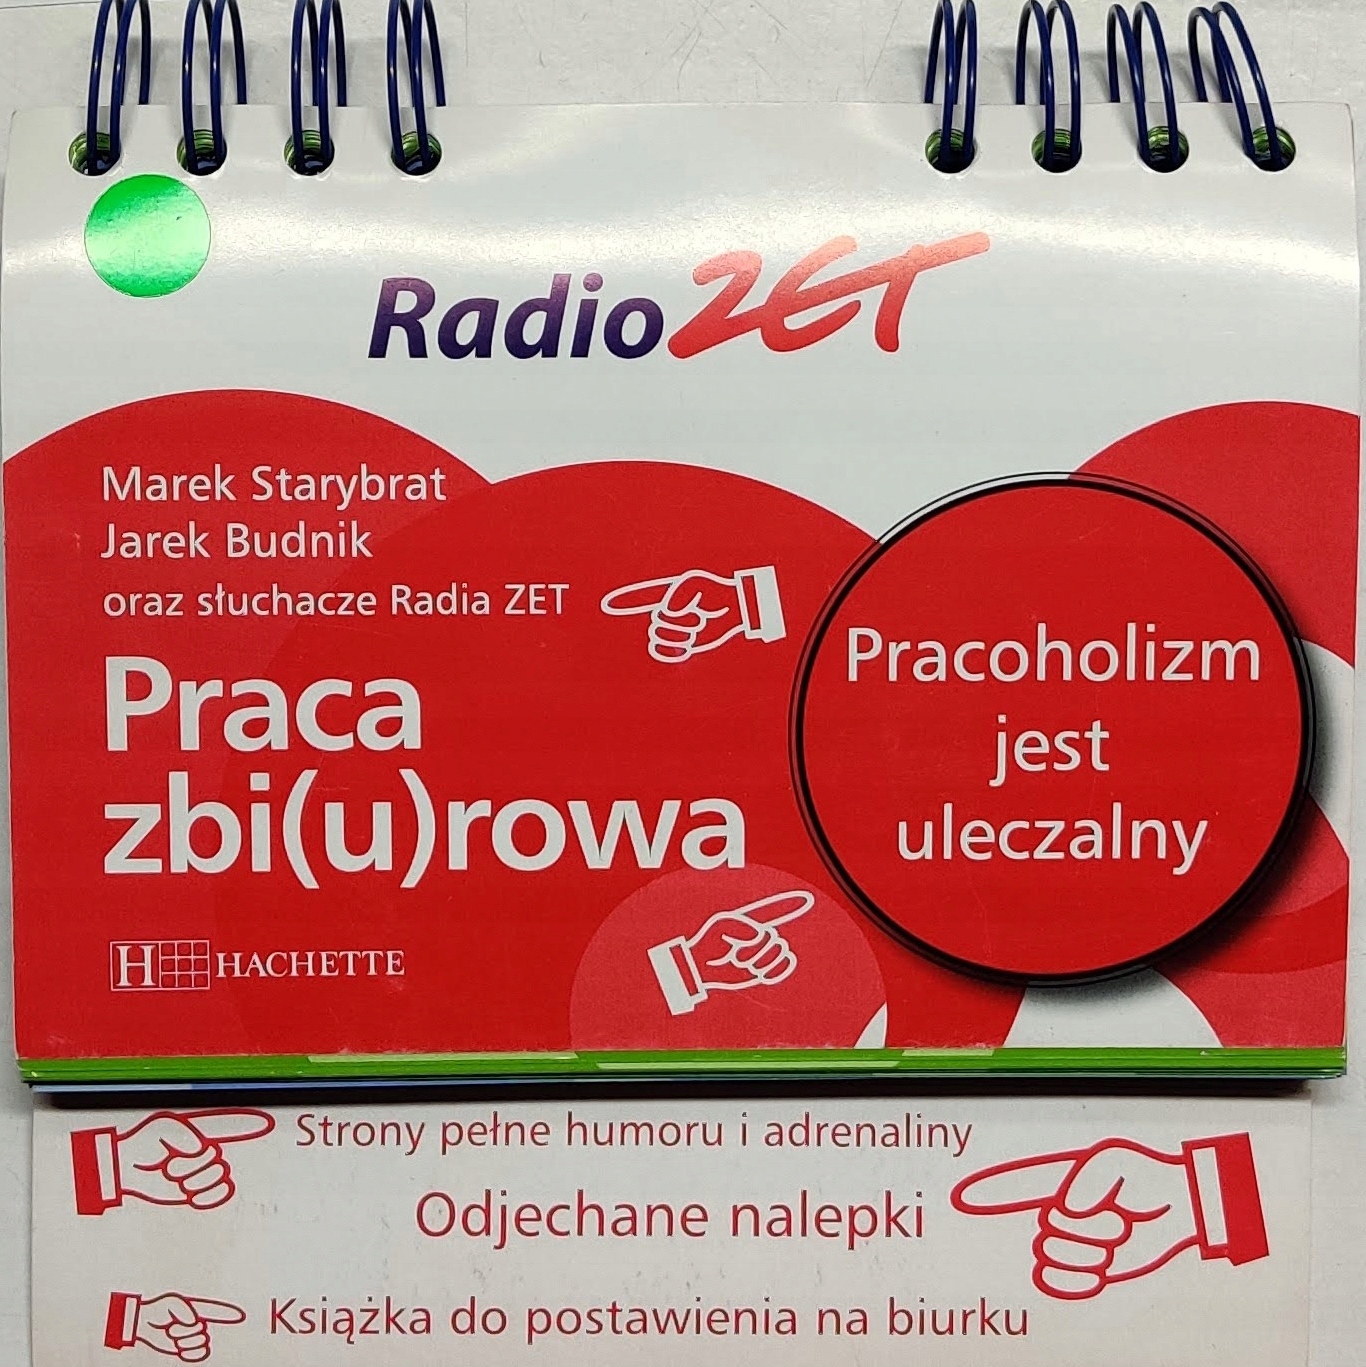 Radio ZET
Marek Starybrat
Jarek Budnik
oraz słuchacze Radia ZET
Praca
zbi(u)rowa
Pracoholizm
jest
uleczalny
H HACHETTE
Strony pełne humoru i adrenaliny
Odjechane nalepki
Książka do postawienia na biurku